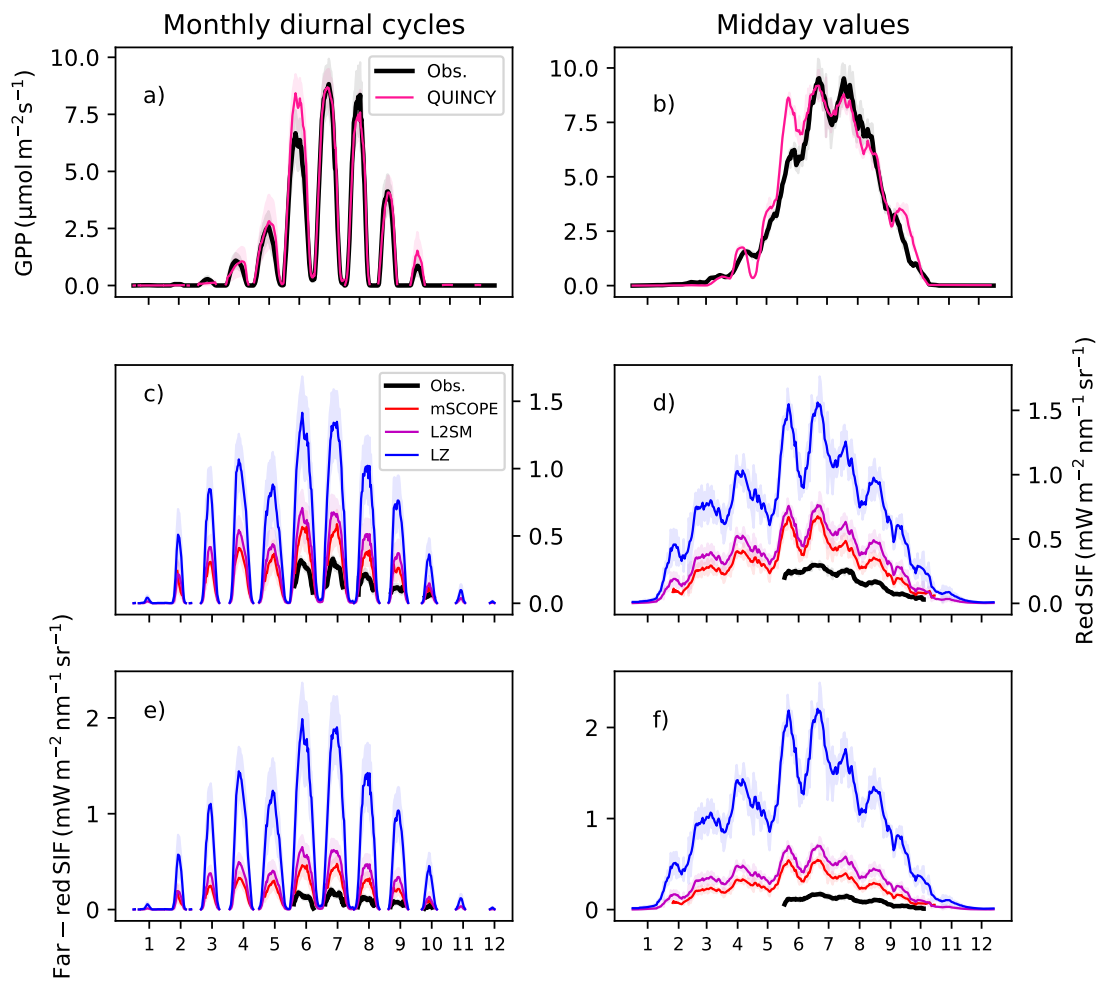 Monthly diurnal cycles
Midday values
GPP (μmol m−2s−1)
10.0
7.5
5.0
2.5
0.0
a)
Obs.
QUINCY
10.0
7.5
5.0
2.5
0.0
b)
c)
Obs.
mSCOPE
L2SM
LZ
1.5
1.0
0.5
0.0
d)
1.5
1.0
0.5
0.0
Red SIF (mW m−2 nm−1 sr−1)
Far − red SIF (mW m−2 nm−1 sr−1)
2
1
0
e)
1 2 3 4 5 6 7 8 9 10 11 12
2
1
0
f)
1 2 3 4 5 6 7 8 9 10 11 12